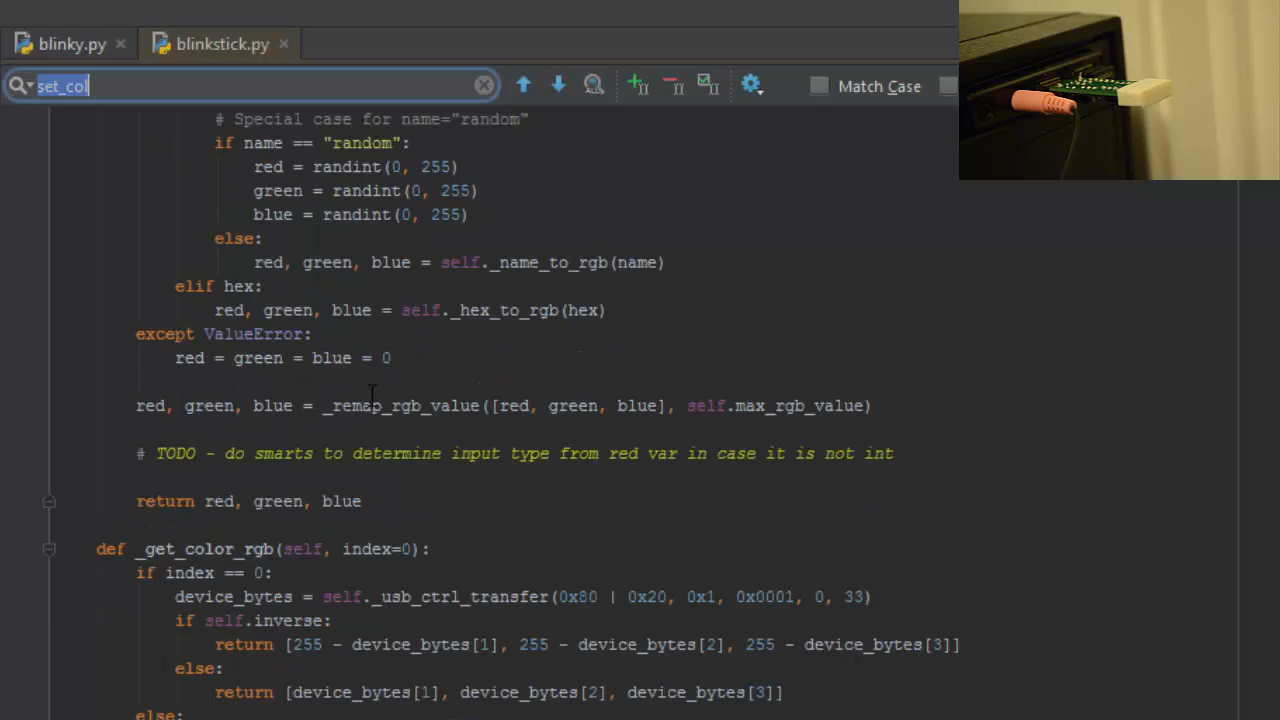 blinky.py
blinkstick.py
set_col
Match Case
# Special case for name="random"
if name == "random":
red = randint(0, 255)
green = randint(0, 255)
blue = randint(0, 255)
else:
red, green, blue = self._name_to_rgb(name)
elif hex:
red, green, blue = self._hex_to_rgb(hex)
except ValueError:
red = green = blue = 0
red, green, blue = _remap_rgb_value([red, green, blue], self.max_rgb_value)
# TODO - do smarts to determine input type from red var in case it is not int
return red, green, blue
def _get_color_rgb(self, index=0):
if index == 0:
device_bytes = self._usb_ctrl_transfer(0x80 | 0x20, 0x1, 0x0001, 0, 33)
if self.inverse:
return [255 - device_bytes[1], 255 - device_bytes[2], 255 - device_bytes[3]]
else:
return [device_bytes[1], device_bytes[2], device_bytes[3]]
else: